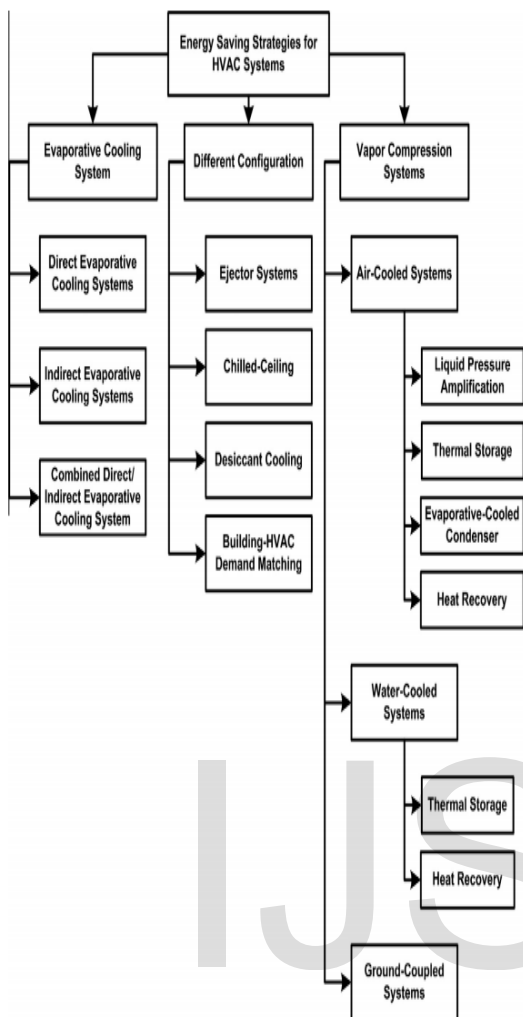 Energy Saving Strategies for
HVAC Systems
Evaporative Cooling
System
Different Configuration
Vapor Compression
Systems
Direct Evaporative
Cooling Systems
Indirect Evaporative
Cooling Systems
Combined Direct/
Indirect Evaporative
Cooling System
Ejector Systems
Chilled-Ceiling
Desiccant Cooling
Building-HVAC
Demand Matching
Air-Cooled Systems
Liquid Pressure
Amplification
Thermal Storage
Evaporative-Cooled
Condenser
Heat Recovery
Water-Cooled
Systems
Thermal Storage
Heat Recovery
Ground-Coupled
Systems
IJS